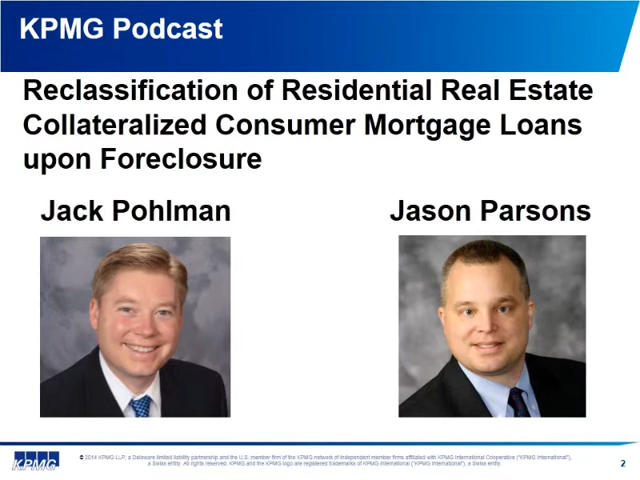 KPMG Podcast
Reclassification of Residential Real Estate
Collateralized Consumer Mortgage Loans
upon Foreclosure
Jack Pohlman
Jason Parsons
KPMG
© 2014 KPMG LLP, a Delaware limited liability partnership and the U.S. member firm of the KPMG network of independent member firms affiliated with KPMG International Cooperative ("KPMG International"),
a Swiss entity. All rights reserved. KPMG and the KPMG logo are registered trademarks of KPMG International ("KPMG International"), a Swiss entity.
2